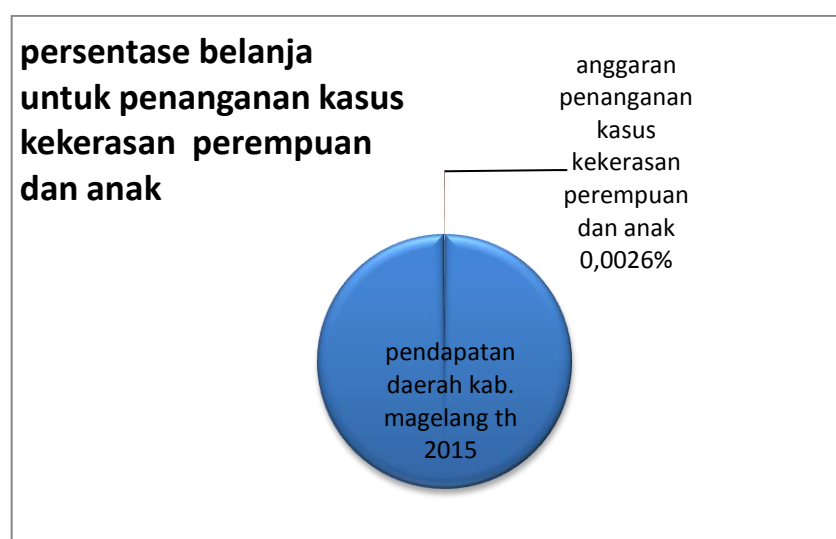 persentase belanja
untuk penanganan kasus
kekerasan perempuan
dan anak
anggaran
penanganan
kasus
kekerasan
perempuan
dan anak
0,0026%
pendapatan
daerah kab.
magelang th
2015